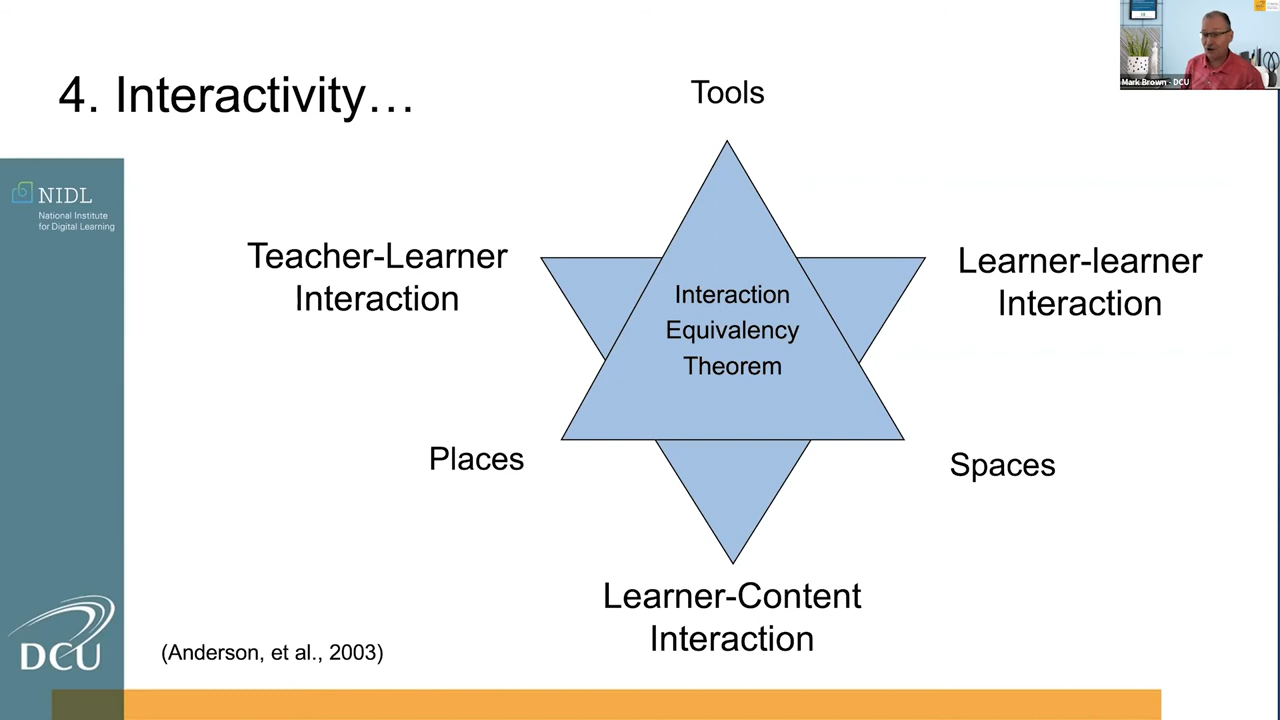 4. Interactivity…
Tools
Mark Brown - DCU
NIDL
National Institute
for Digital Learning
Teacher-Learner
Interaction
Learner-learner
Interaction
Interaction
Equivalency
Theorem
Places
Spaces
Learner-Content
Interaction
(Anderson, et al., 2003)
DCU